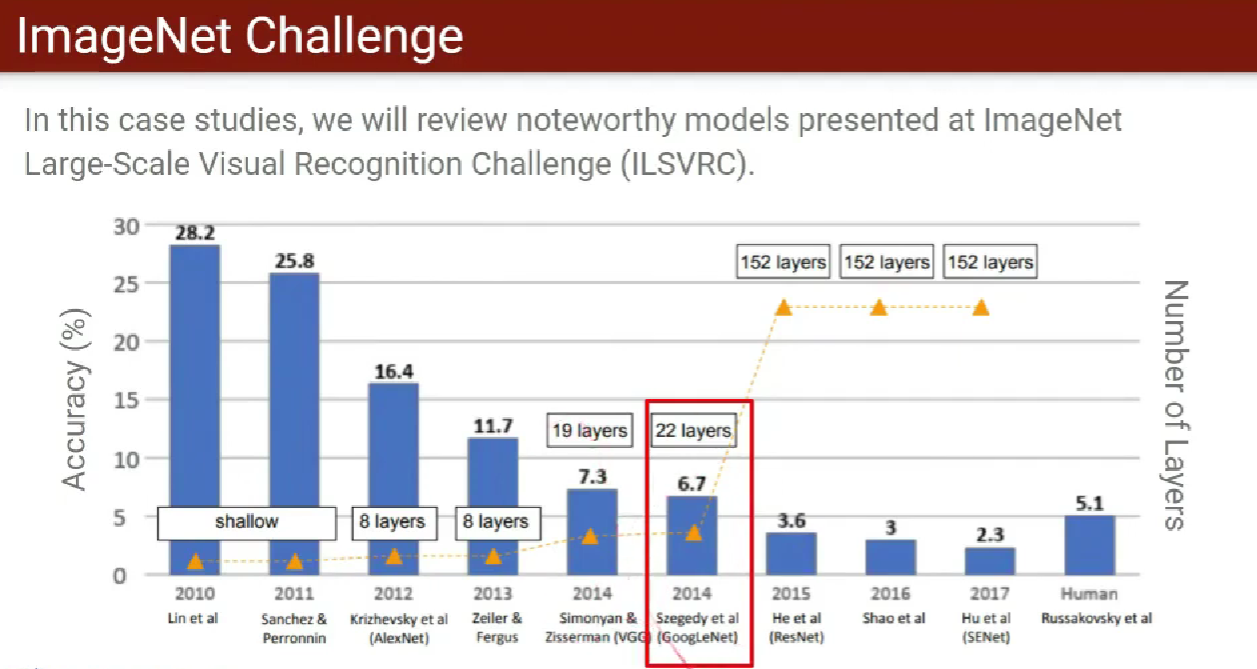 ImageNet Challenge
In this case studies, we will review noteworthy models presented at ImageNet
Large-Scale Visual Recognition Challenge (ILSVRC).
Accuracy (%)
30
25
20
15
10
5
0
28.2
25.8
16.4
11.7
7.3
6.7
3.6
3
2.3
5.1
shallow
8 layers
8 layers
19 layers
22 layers
152 layers
152 layers
152 layers
Number of Layers
2010
Lin et al
2011
Sanchez &
Perronnin
2012
Krizhevsky et al
(AlexNet)
2013
Zeiler &
Fergus
2014
Simonyan &
Zisserman (VGG)
2014
Szegedy et al
(GoogLeNet)
2015
He et al
(ResNet)
2016
Shao et al
2017
Hu et al
(SENet)
Human
Russakovsky et al